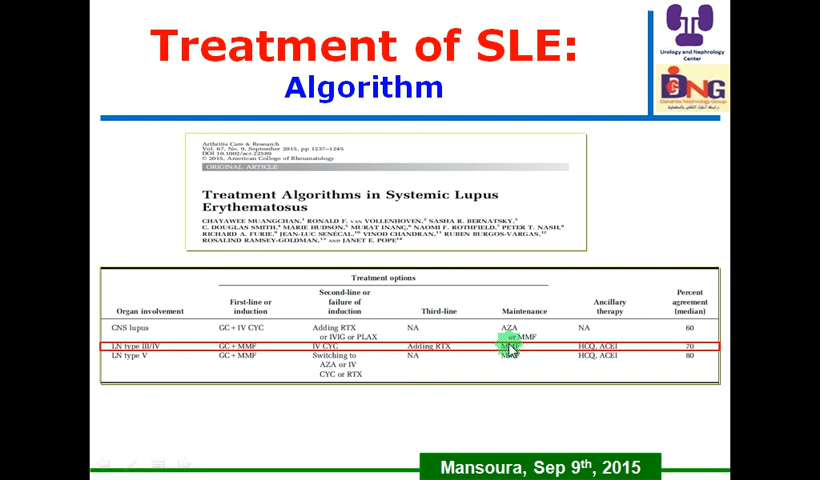 Treatment of SLE:
Algorithm
Urology and Nephrology
Center
DNG
Arthritis Care & Research
Vol. 67, No. 9, September 2015, pp 1237–1245
DOI 10.1002/acr.22589
© 2015, American College of Rheumatology
ORIGINAL ARTICLE
Treatment Algorithms in Systemic Lupus
Erythematosus
CHAYAWEE MUANGCHAN, RONALD F. VAN VOLLENHOVEN, SASHA R. BERNATSKY,
C. DOUGLAS SMITH, MARIE HUDSON, MURAT INANÇ, NAOMI F. ROTHFIELD, PETER T. NASH,
RICHARD A. FURIE, JEAN-LUC SENÉCAL, VINOD CHANDRAN, RUBEN BURGOS-VARGAS,
ROSALIND RAMSEY-GOLDMAN, AND JANET E. POPE
Treatment options
Organ involvement First-line or induction Second-line or failure of induction Third-line Maintenance Ancillary therapy Percent agreement (median)
CNS lupus GC + IV CYC Adding RTX NA AZA NA 60
or IVIG or PLAX or MMF
LN type III/IV GC + MMF IV CYC Adding RTX MMF HCQ, ACEI 70
LN type V GC + MMF Switching to NA MMF HCQ, ACEI 80
AZA or IV
CYC or RTX
Mansoura, Sep 9th, 2015